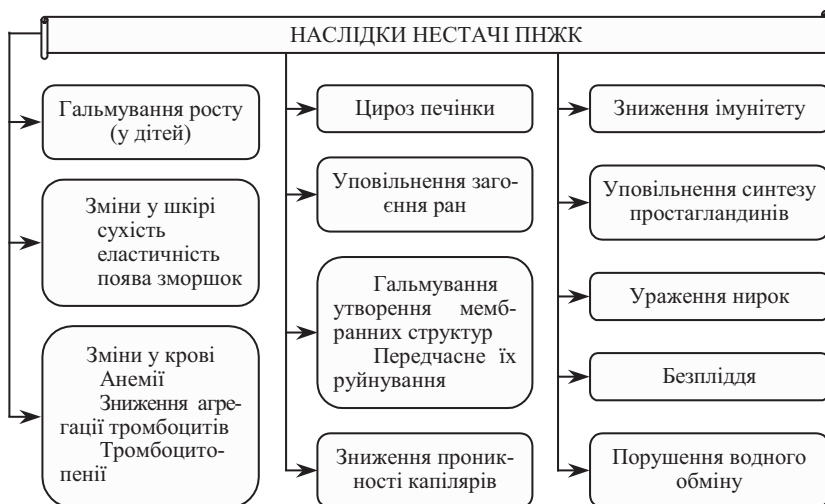 НАСЛІДКИ НЕСТАЧІ ПНЖК
Гальмування росту
(у дітей)
Зміни у шкірі
сухість
еластичність
поява зморшок
Зміни у крові
Анемії
Зниження агре-
гації тромбоцитів
Тромбоцито-
пенії
Цироз печінки
Уповільнення заго-
єння ран
Гальмування
утворення мемб-
ранних структур
Передчасне їх
руйнування
Зниження проник-
ності капілярів
Зниження імунітету
Уповільнення синтезу
простагландинів
Ураження нирок
Безпліддя
Порушення водного
обміну